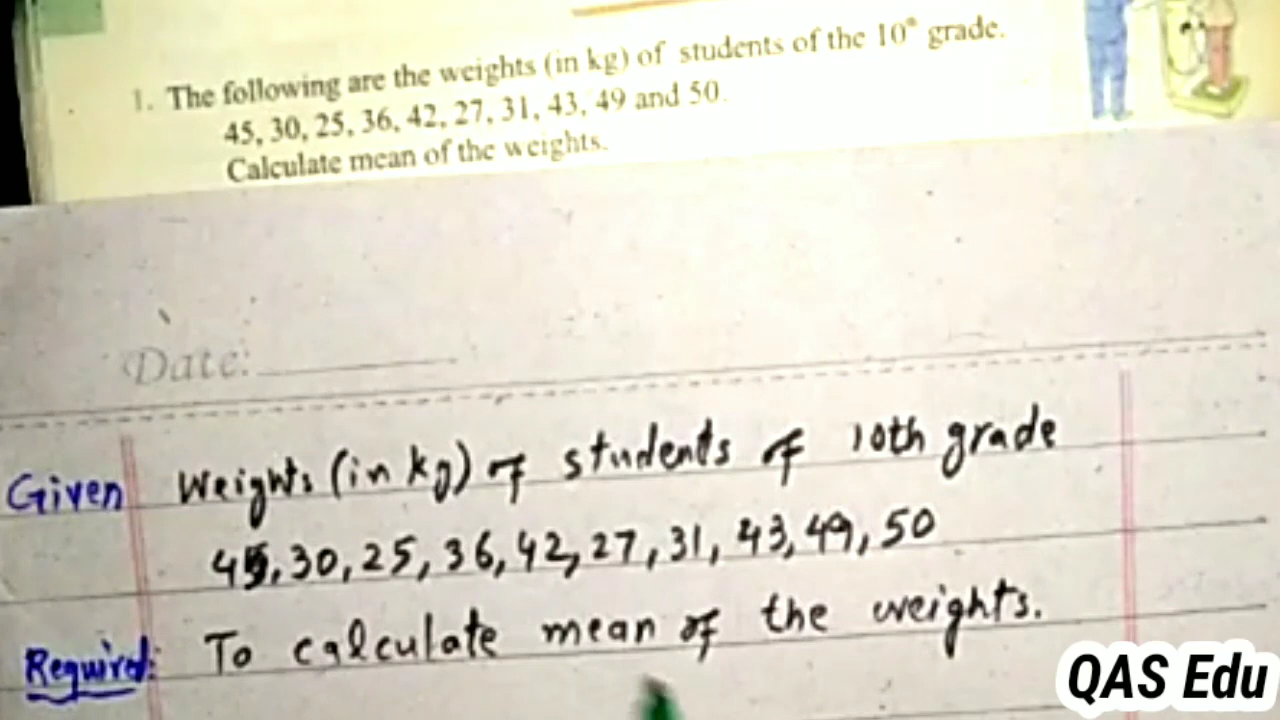 1. The following are the weights (in kg) of students of the 10° grade.
45, 30, 25, 36, 42, 27, 31, 43, 49 and 50.
Calculate mean of the weights.
Date:
Given Weights (in kg) of students of 10th grade
45, 30, 25, 36, 42, 27, 31, 43, 49, 50
Required: To calculate mean of the weights.
QAS Edu